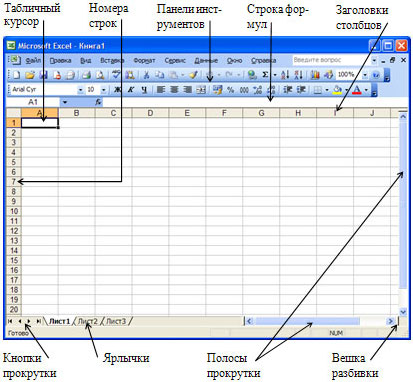 Табличный Номера Панели инст- Строка фор- Заголовки
курсор строк рументов мул столбцов
Microsoft Excel - Книга1
Файл Правка Вид Вставка Формат Сервис Данные Окно Справка Введите вопрос
100%
Arial Cyr 10 Ж К Ч
A1 fx
A B C D E F G H I J
1
2
3
4
5
6
7
8
9
10
11
12
13
14
15
16
17
18
19
20
Лист1 Лист2 Лист3
Готово NUM
Кнопки Ярлычки Полосы Вешка
прокрутки прокрутки разбивки